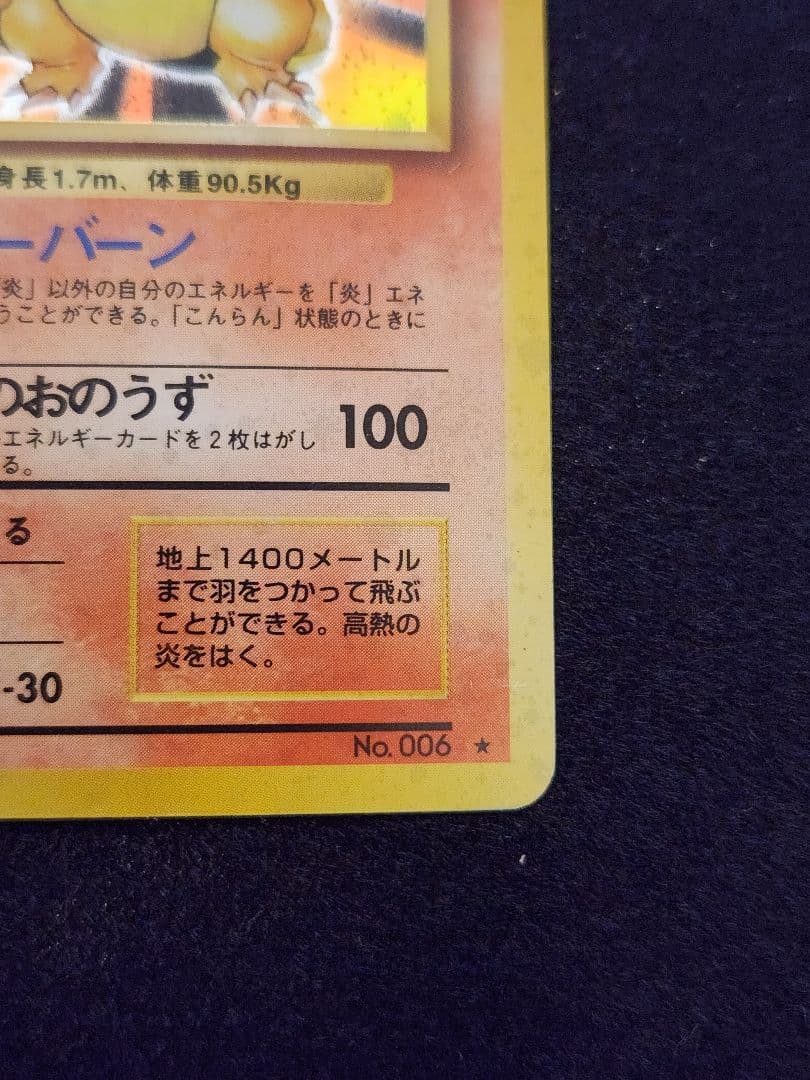 身長1.7m、体重90.5Kg
ーバーン
炎」以外の自分のエネルギーを「炎」エネ
うことができる。「こんらん」状態のときに
のおのうず 100
エネルギーカードを2枚はがし
る。
る
地上1400メートル
まで羽をつかって飛ぶ
ことができる。高熱の
炎をはく。
-30
No. 006 ★